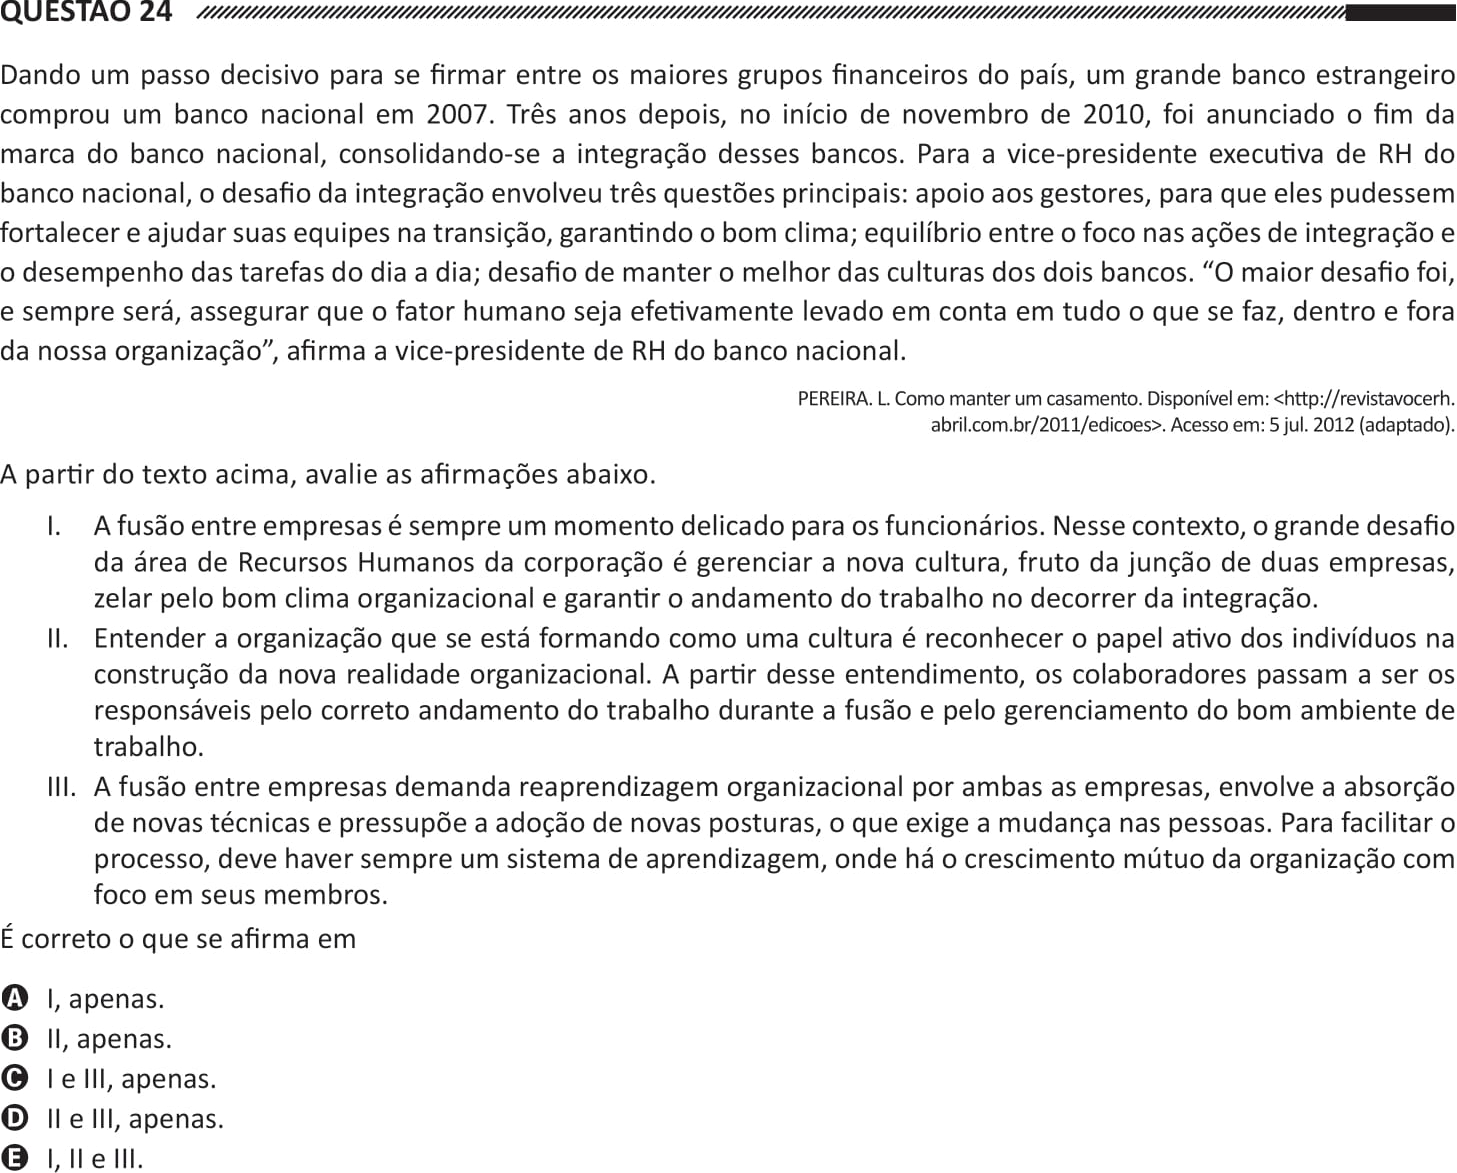 QUESTÃO 24
Dando um passo decisivo para se firmar entre os maiores grupos financeiros do país, um grande banco estrangeiro
comprou um banco nacional em 2007. Três anos depois, no início de novembro de 2010, foi anunciado o fim da
marca do banco nacional, consolidando-se a integração desses bancos. Para a vice-presidente executiva de RH do
banco nacional, o desafio da integração envolveu três questões principais: apoio aos gestores, para que eles pudessem
fortalecer e ajudar suas equipes na transição, garantindo o bom clima; equilíbrio entre o foco nas ações de integração e
o desempenho das tarefas do dia a dia; desafio de manter o melhor das culturas dos dois bancos. “O maior desafio foi,
e sempre será, assegurar que o fator humano seja efetivamente levado em conta em tudo o que se faz, dentro e fora
da nossa organização”, afirma a vice-presidente de RH do banco nacional.
PEREIRA. L. Como manter um casamento. Disponível em: <http://revistavocerh.
abril.com.br/2011/edicoes>. Acesso em: 5 jul. 2012 (adaptado).
A partir do texto acima, avalie as afirmações abaixo.
I. A fusão entre empresas é sempre um momento delicado para os funcionários. Nesse contexto, o grande desafio
da área de Recursos Humanos da corporação é gerenciar a nova cultura, fruto da junção de duas empresas,
zelar pelo bom clima organizacional e garantir o andamento do trabalho no decorrer da integração.
II. Entender a organização que se está formando como uma cultura é reconhecer o papel ativo dos indivíduos na
construção da nova realidade organizacional. A partir desse entendimento, os colaboradores passam a ser os
responsáveis pelo correto andamento do trabalho durante a fusão e pelo gerenciamento do bom ambiente de
trabalho.
III. A fusão entre empresas demanda reaprendizagem organizacional por ambas as empresas, envolve a absorção
de novas técnicas e pressupõe a adoção de novas posturas, o que exige a mudança nas pessoas. Para facilitar o
processo, deve haver sempre um sistema de aprendizagem, onde há o crescimento mútuo da organização com
foco em seus membros.
É correto o que se afirma em
A I, apenas.
B II, apenas.
C I e III, apenas.
D II e III, apenas.
E I, II e III.